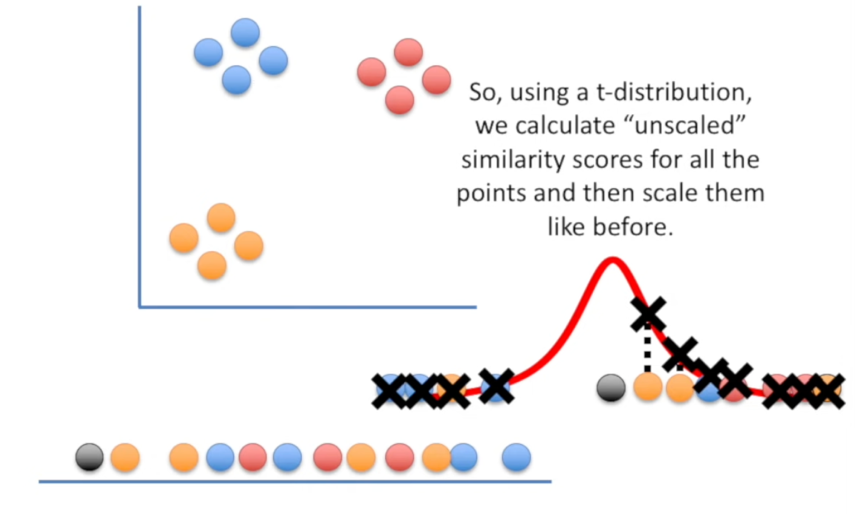 So, using a t-distribution,
we calculate “unscaled”
similarity scores for all the
points and then scale them
like before.